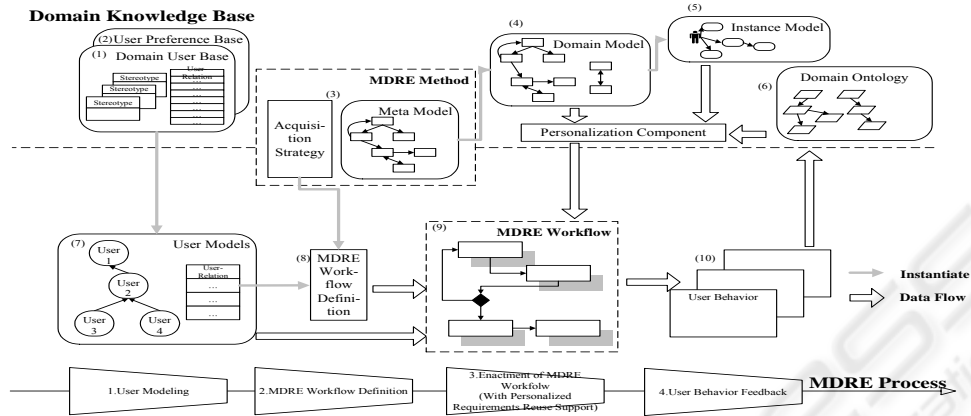 Domain Knowledge Base
(2)User Preference Base
(1) Domain User Base
Stereotype
Stereotype
Stereotype
User-
Relation
...
...
...
...
...
MDRE Method
Acquisi-
tion
Strategy
(3)
Meta Model
(4)
Domain Model
(5)
Instance Model
Domain Ontology
(6)
Personalization Component
(7)
User Models
User
1
User
2
User
3
User
4
User-
Relation
...
...
...
(8)
MDRE
Work-
flow
Defini-
tion
(9)
MDRE Workflow
(10)
User Behavior
Instantiate
Data Flow
1.User Modeling
2.MDRE Workflow Definition
3.Enactment of MDRE
Workfolw
(With Personalized
Requirements Reuse Support)
4.User Behavior Feedback
MDRE Process